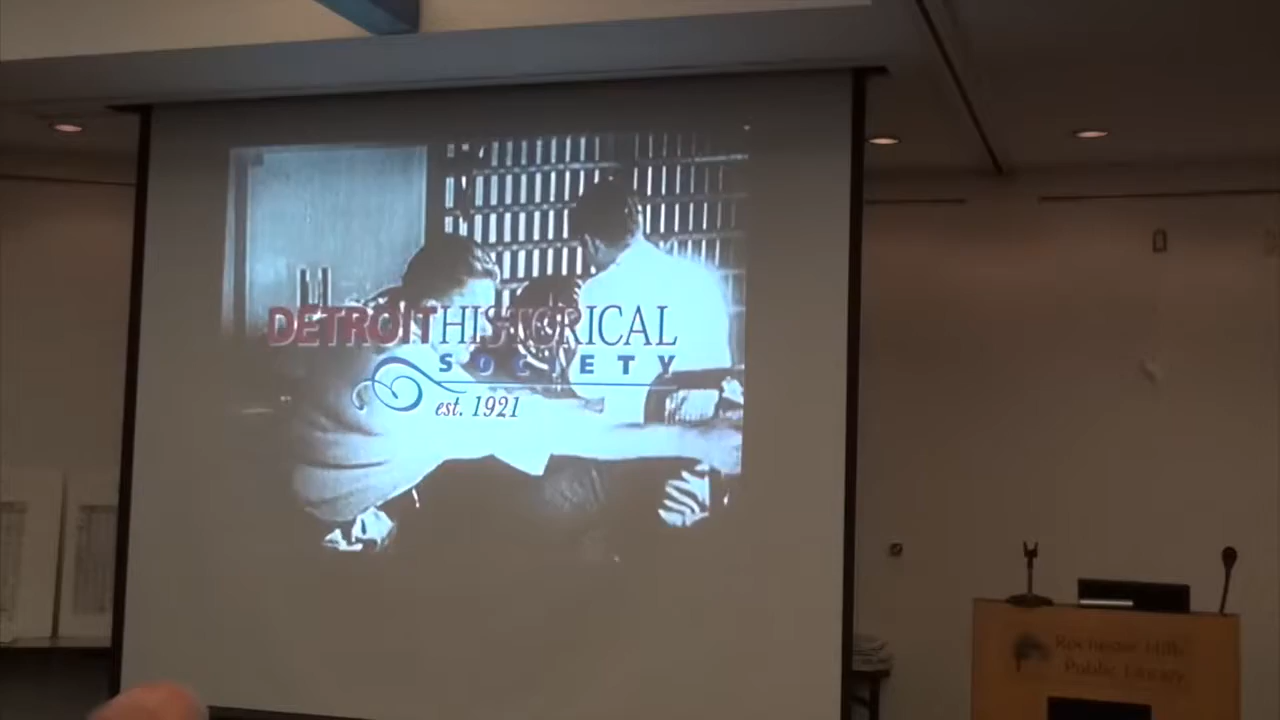 DETROIT HISTORICAL
SOCIETY
est. 1921
Rochester Hills
Public Library